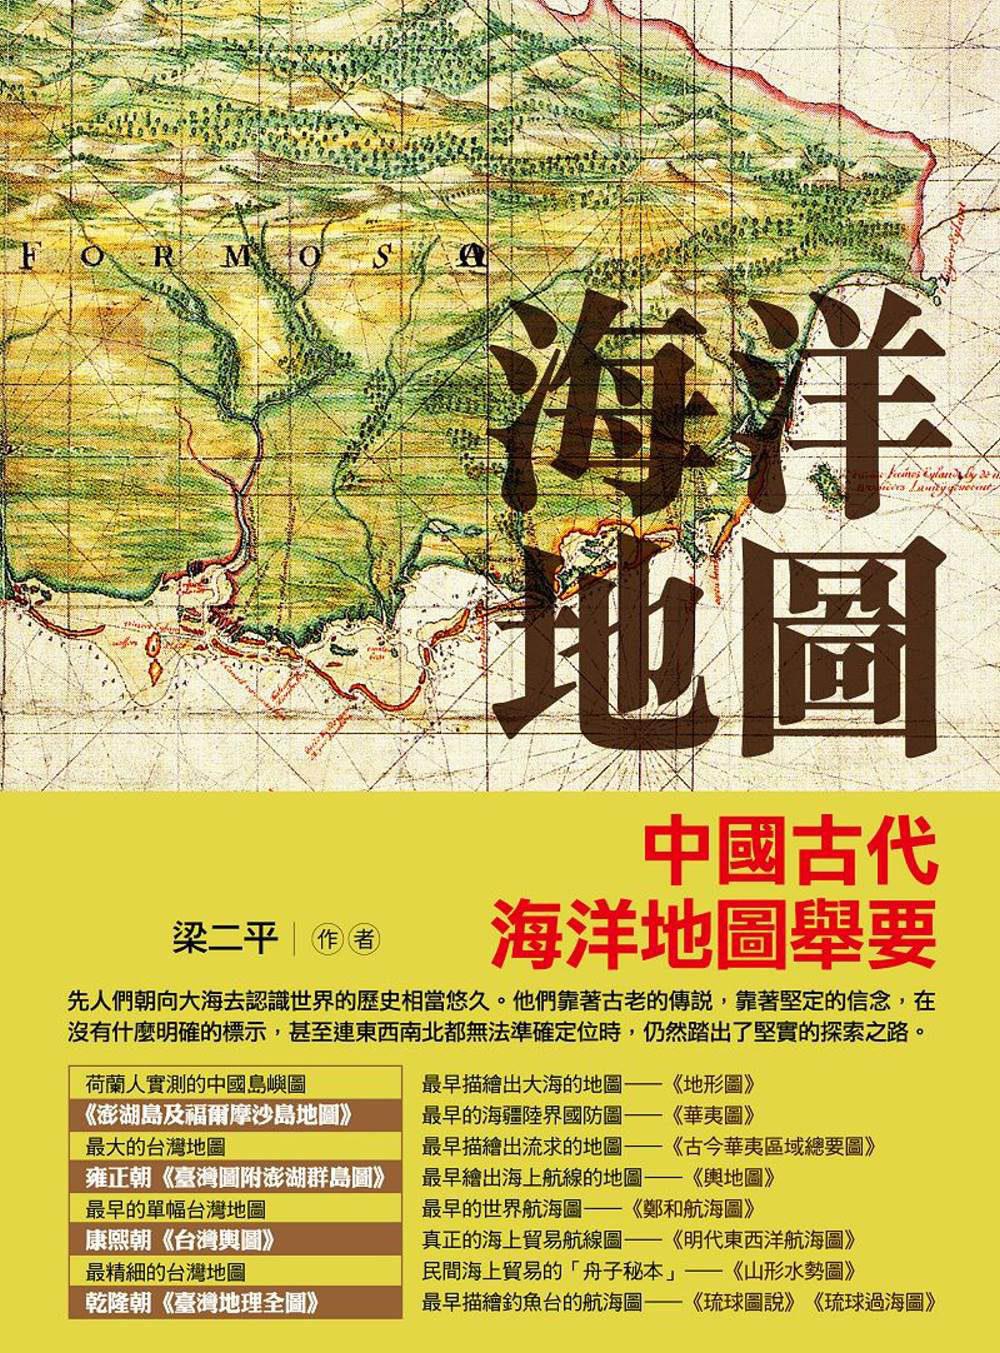 FORMOSA
海洋
地圖
中國古代
海洋地圖舉要
梁二平｜作者
先人們朝向大海去認識世界的歷史相當悠久。他們靠著古老的傳說，靠著堅定的信念，在
沒有什麼明確的標示，甚至連東西南北都無法準確定位時，仍然踏出了堅實的探索之路。
荷蘭人實測的中國島嶼圖
《澎湖島及福爾摩沙島地圖》
最大的台灣地圖
雍正朝《臺灣圖附澎湖群島圖》
最早的單幅台灣地圖
康熙朝《台灣輿圖》
最精細的台灣地圖
乾隆朝《臺灣地理全圖》
最早描繪出大海的地圖——《地形圖》
最早的海疆陸界國防圖——《華夷圖》
最早描繪出流求的地圖——《古今華夷區域總要圖》
最早繪出海上航線的地圖——《輿地圖》
最早的世界航海圖——《鄭和航海圖》
真正的海上貿易航線圖——《明代東西洋航海圖》
民間海上貿易的「舟子秘本」——《山形水勢圖》
最早描繪釣魚台的航海圖——《琉球圖說》《琉球過海圖》